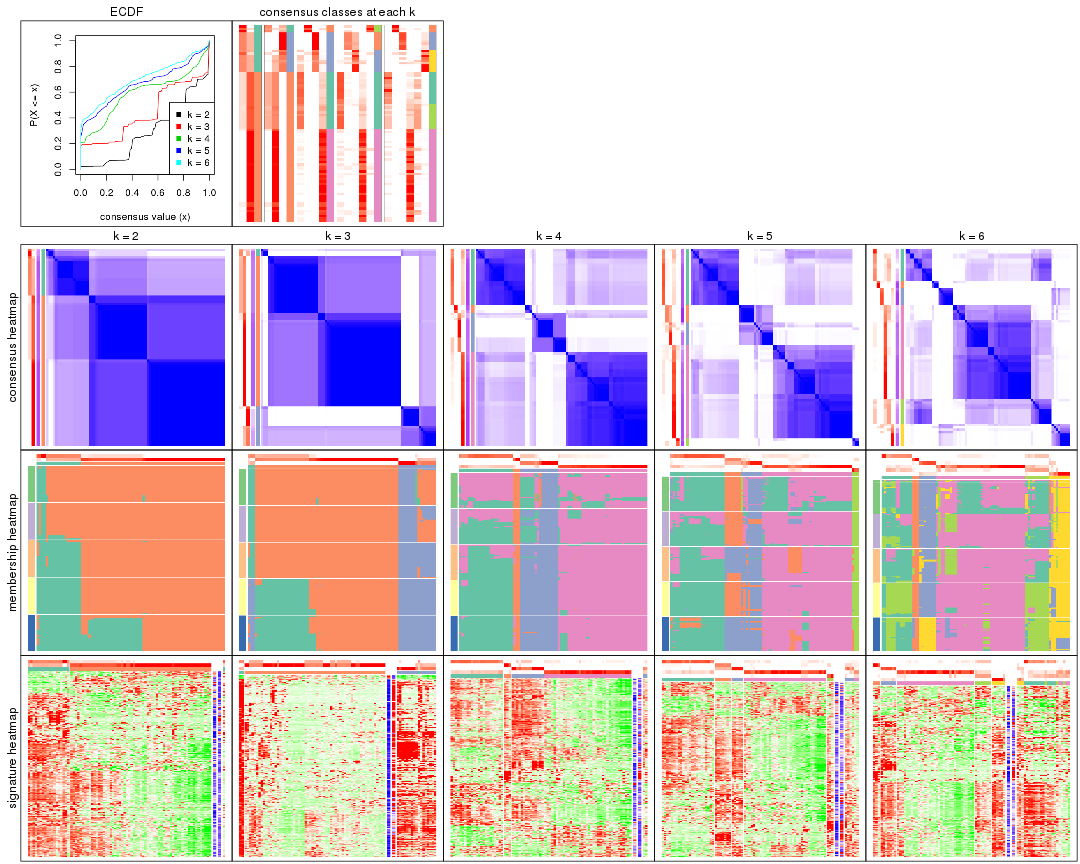 ECDF
consensus classes at each k
P(X <= x)
0.0 0.2 0.4 0.6 0.8 1.0
k = 2
k = 3
k = 4
k = 5
k = 6
0.0 0.2 0.4 0.6 0.8 1.0
consensus value (x)
k = 2
k = 3
k = 4
k = 5
k = 6
consensus heatmap
membership heatmap
signature heatmap